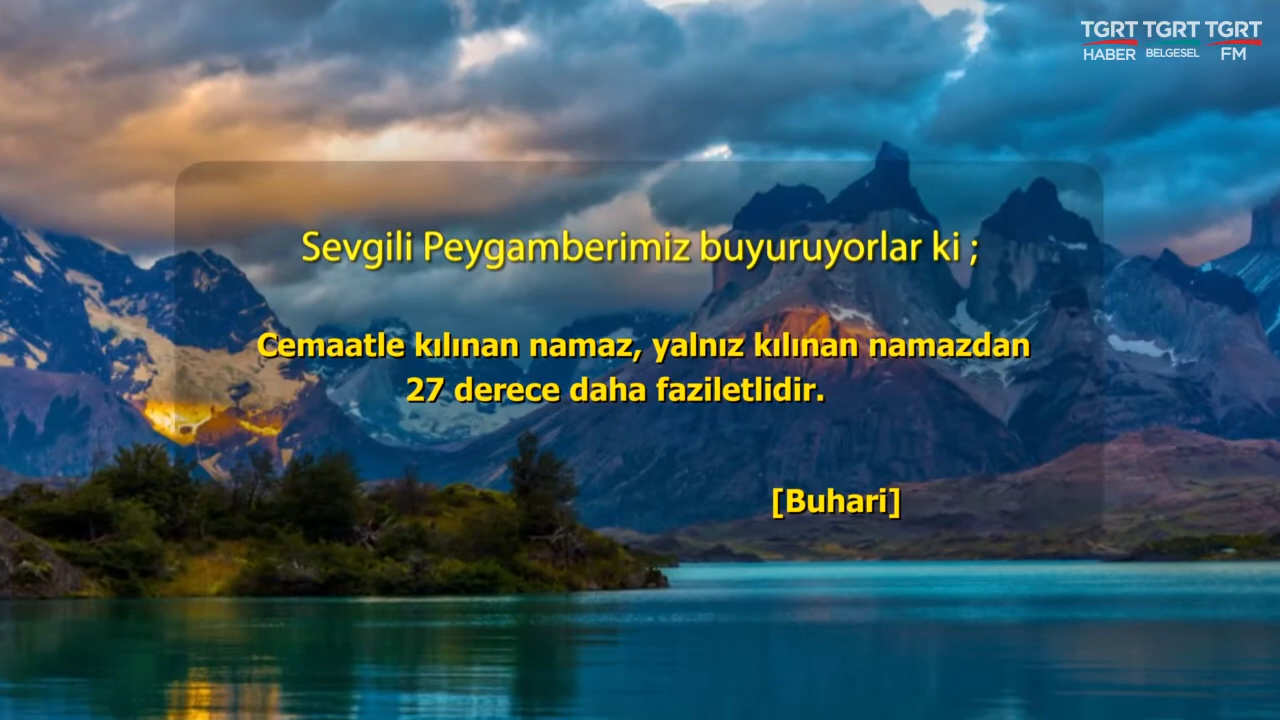 TGRT TGRT TGRT
HABER BELGESEL FM
Sevgili Peygamberimiz buyuruyorlar ki ;
Cemaatle kılınan namaz, yalnız kılınan namazdan
27 derece daha faziletlidir.
[Buhari]